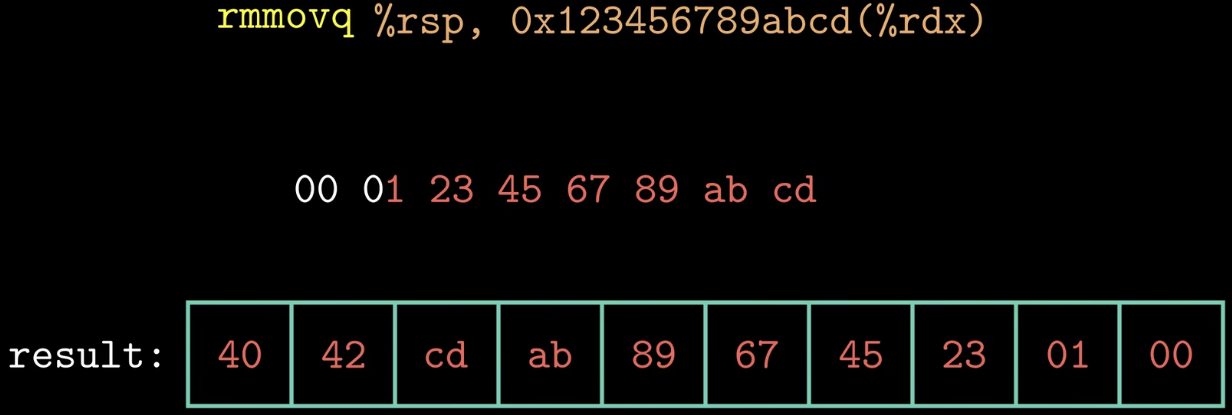 rmmovq %rsp, 0x123456789abcd(%rdx)
00 01 23 45 67 89 ab cd
result: 40 42 cd ab 89 67 45 23 01 00